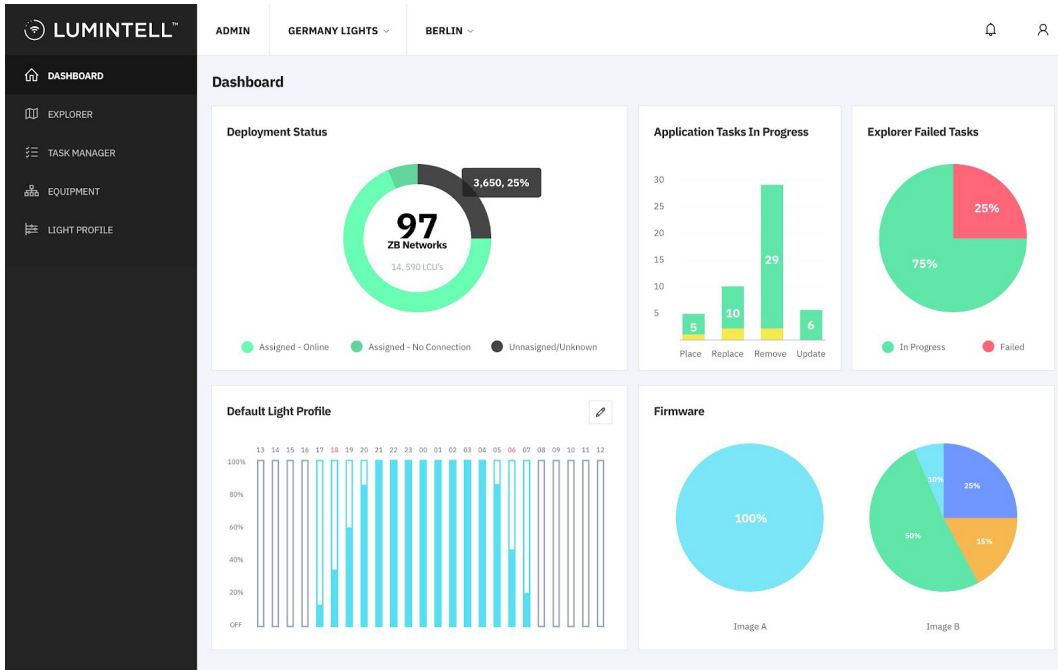 LUMINTELL™
ADMIN
GERMANY LIGHTS
BERLIN
DASHBOARD
EXPLORER
TASK MANAGER
EQUIPMENT
LIGHT PROFILE
Dashboard
Deployment Status
3,650, 25%
97
ZB Networks
14, 590 LCU's
Assigned - Online
Assigned - No Connection
Unnasigned/Unknown
Application Tasks In Progress
30
25
20
15
10
5
5
10
29
6
Place Replace Remove Update
Explorer Failed Tasks
25%
75%
In Progress
Failed
Default Light Profile
13 14 15 16 17 18 19 20 21 22 23 00 01 02 03 04 05 06 07 08 09 10 11 12
100%
80%
60%
40%
20%
OFF
Firmware
100%
Image A
10%
25%
50%
15%
Image B